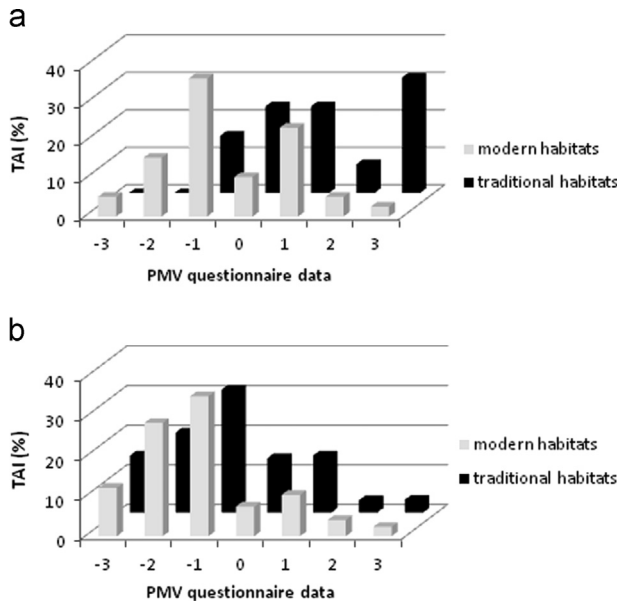 a
40
30
20
10
0
TAI (%)
-3 -2 -1 0 1 2 3
PMV questionnaire data
modern habitats
traditional habitats
b
40
30
20
10
0
TAI (%)
-3 -2 -1 0 1 2 3
PMV questionnaire data
modern habitats
traditional habitats